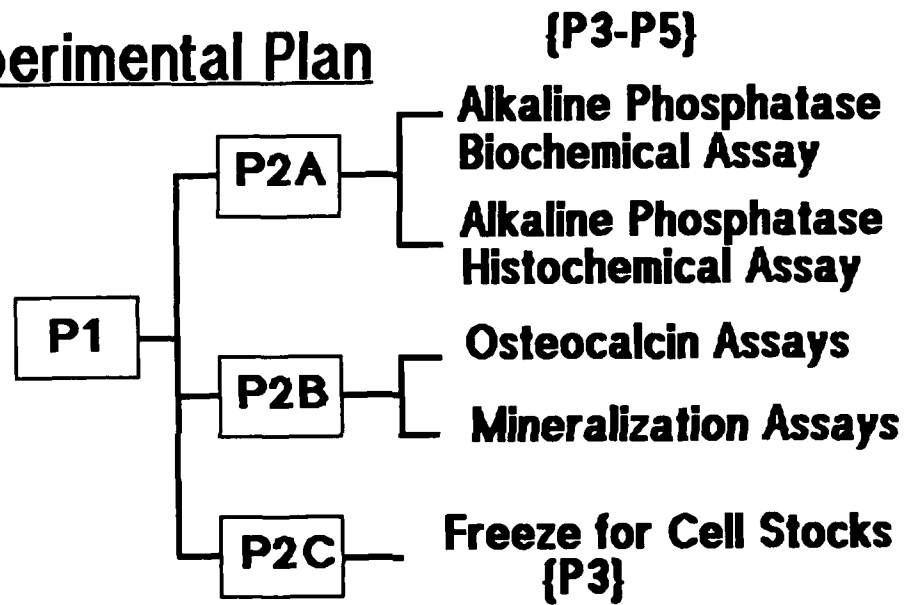 perimental Plan
{P3-P5}
Alkaline Phosphatase
Biochemical Assay
P2A
Alkaline Phosphatase
Histochemical Assay
P1
Osteocalcin Assays
P2B
Mineralization Assays
Freeze for Cell Stocks
P2C
{P3}